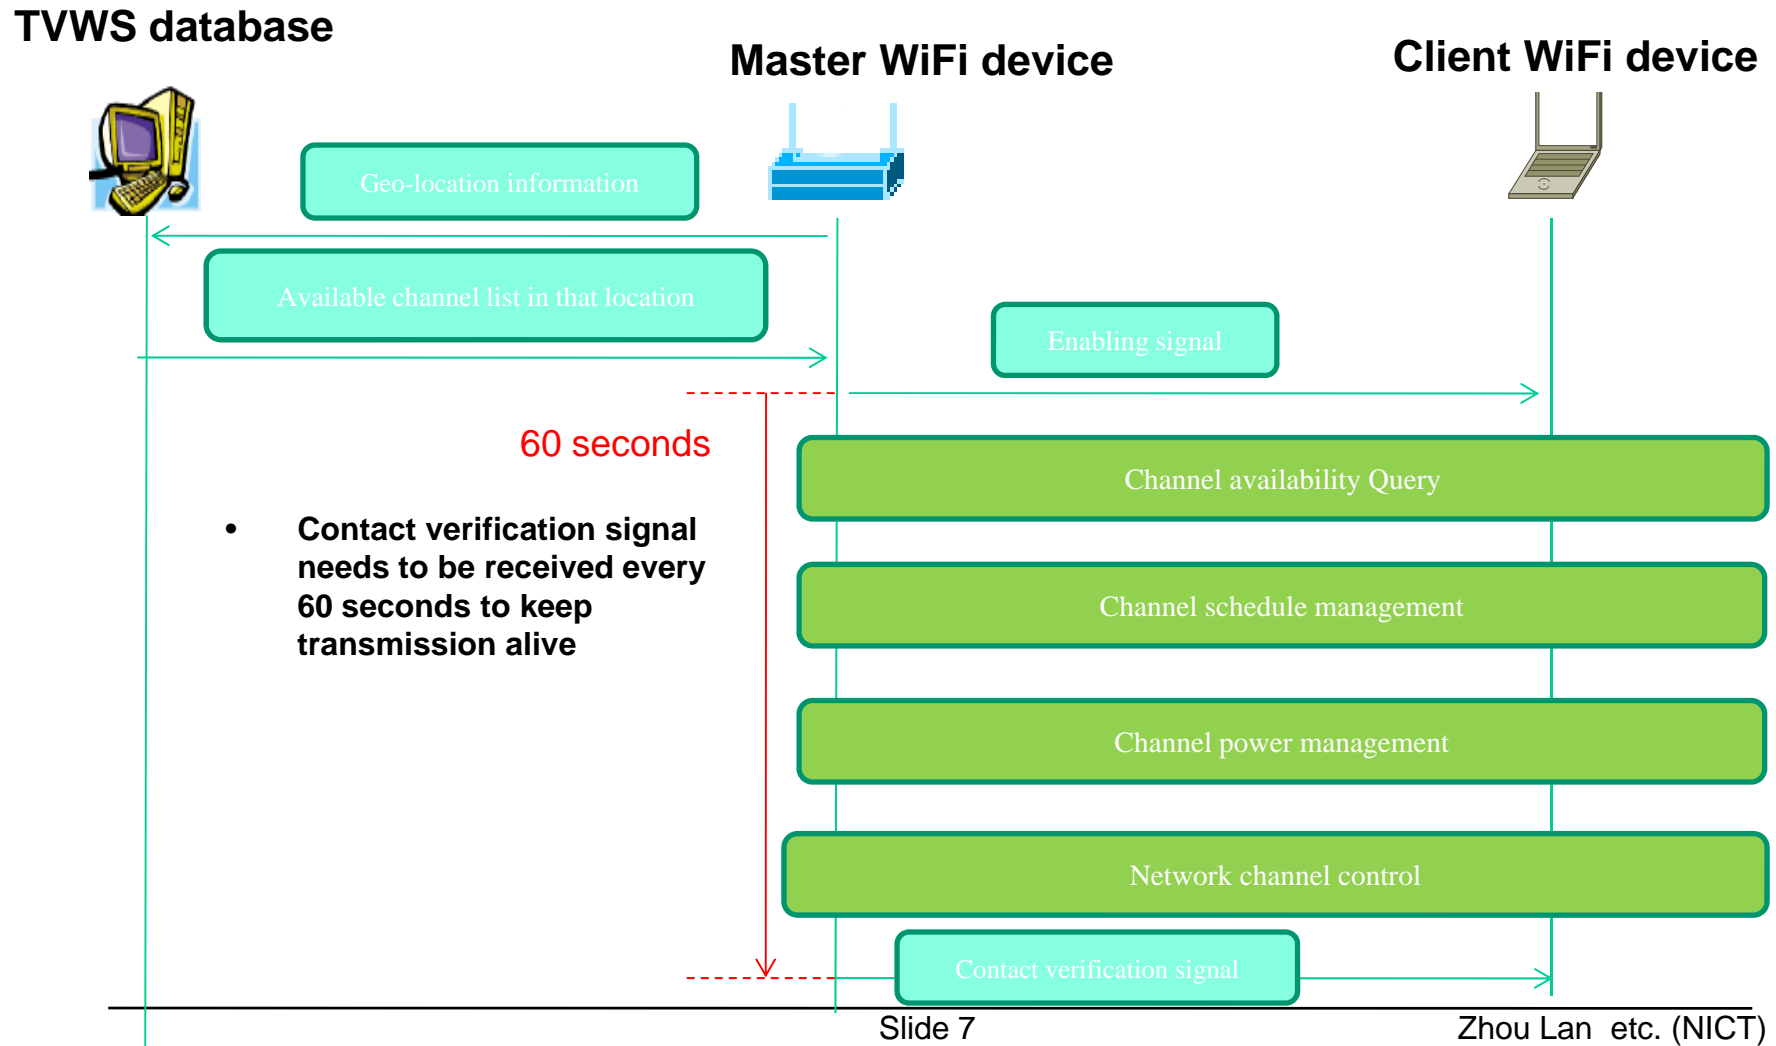 TVWS database
Master WiFi device
Client WiFi device
Geo-location information
Available channel list in that location
Enabling signal
60 seconds
Channel availability Query
• Contact verification signal
needs to be received every
60 seconds to keep
transmission alive
Channel schedule management
Channel power management
Network channel control
Contact verification signal
Slide 7
Zhou Lan etc. (NICT)